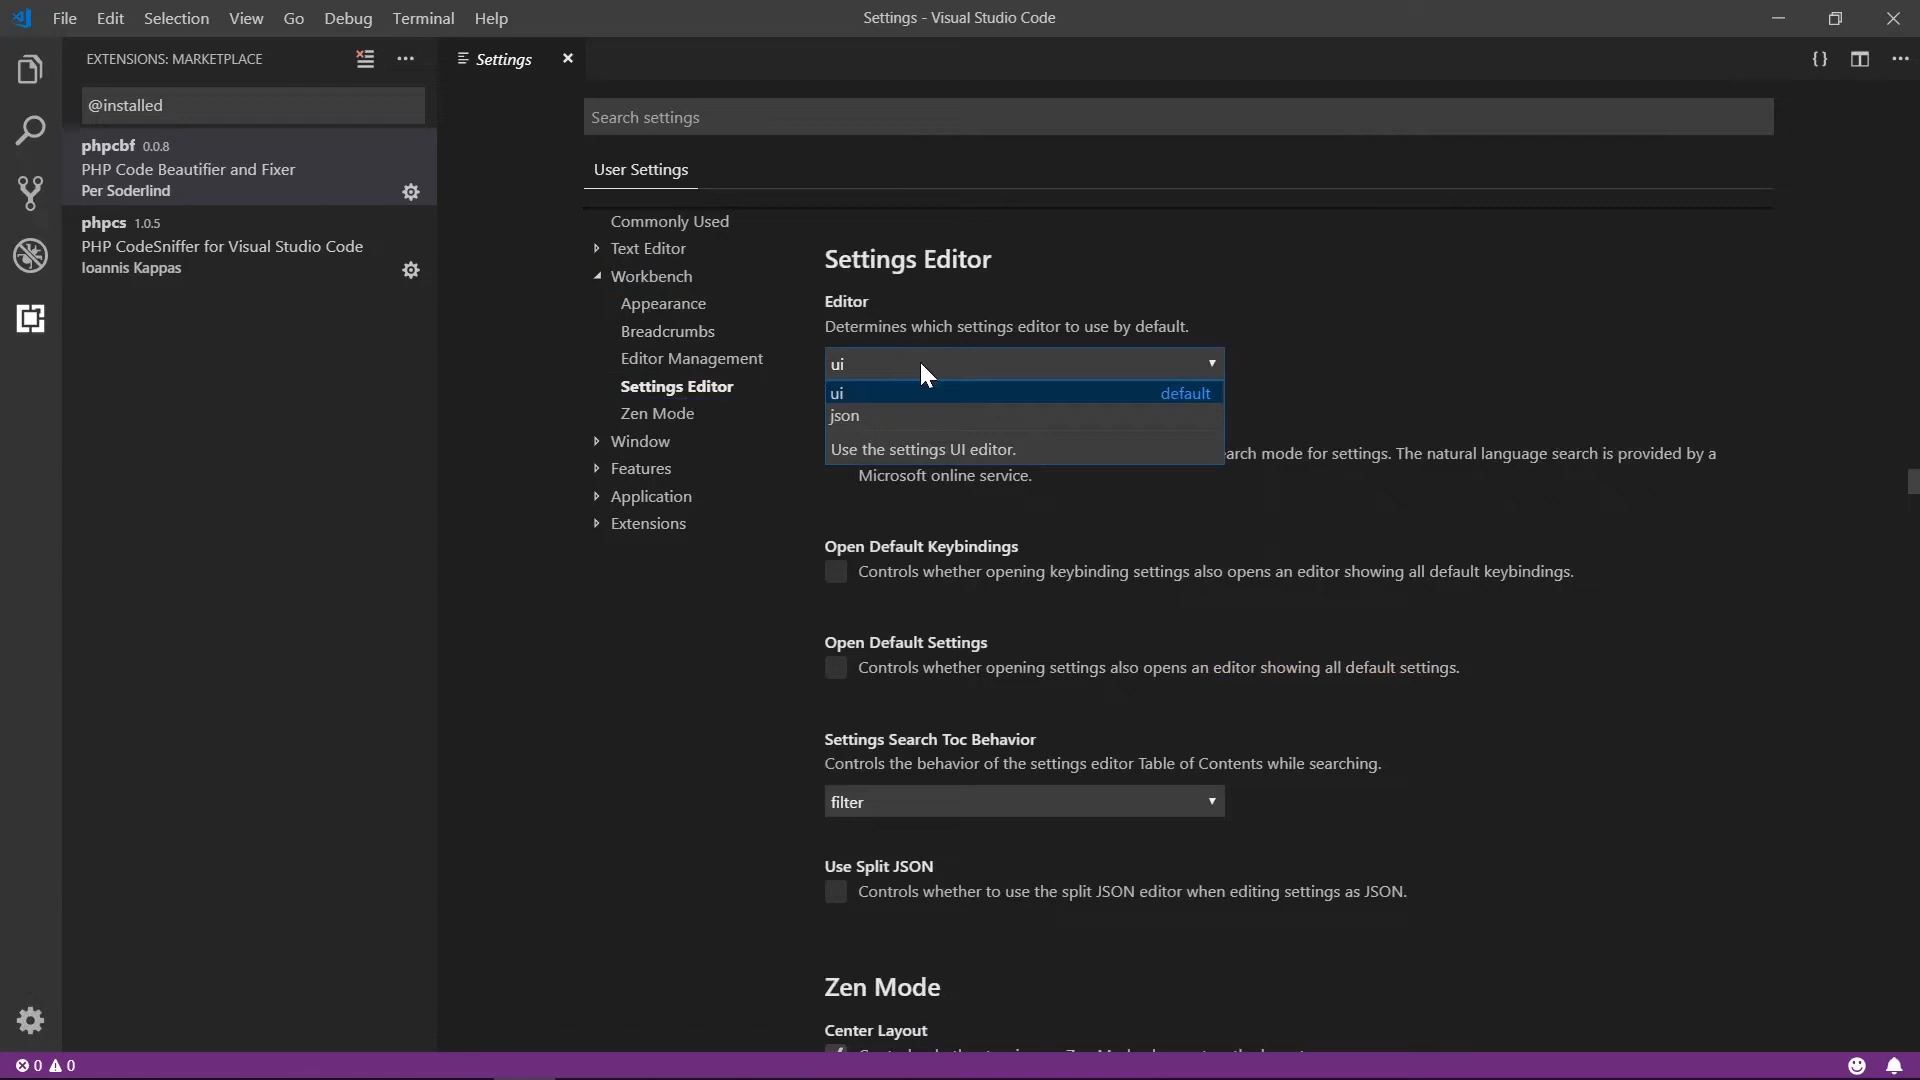 File Edit Selection View Go Debug Terminal Help
Settings - Visual Studio Code
EXTENSIONS: MARKETPLACE
@installed
phpcbf 0.0.8
PHP Code Beautifier and Fixer
Per Soderlind
phpcs 1.0.5
PHP CodeSniffer for Visual Studio Code
Ioannis Kappas
Settings
Search settings
User Settings
Commonly Used
Text Editor
Workbench
Appearance
Breadcrumbs
Editor Management
Settings Editor
Zen Mode
Window
Features
Application
Extensions
Settings Editor
Editor
Determines which settings editor to use by default.
ui
ui default
json
Use the settings UI editor.
arch mode for settings. The natural language search is provided by a
Microsoft online service.
Open Default Keybindings
Controls whether opening keybinding settings also opens an editor showing all default keybindings.
Open Default Settings
Controls whether opening settings also opens an editor showing all default settings.
Settings Search Toc Behavior
Controls the behavior of the settings editor Table of Contents while searching.
filter
Use Split JSON
Controls whether to use the split JSON editor when editing settings as JSON.
Zen Mode
Center Layout
0 0